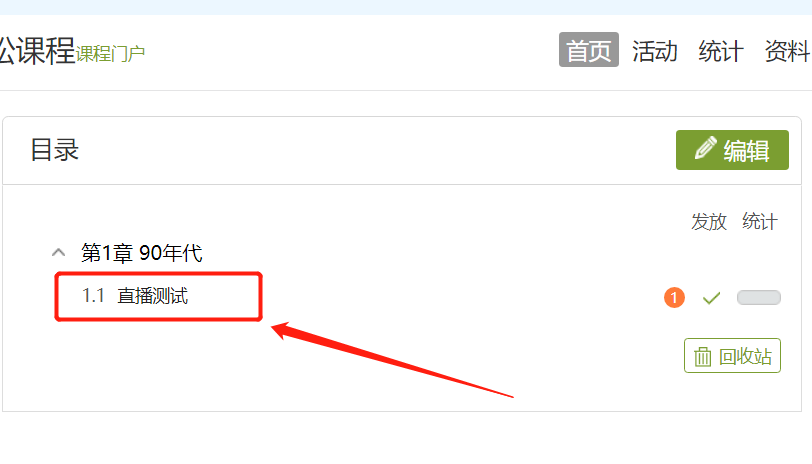 松课程课程门户 首页 活动 统计 资料
目录 编辑
发放 统计
第1章 90年代
1.1 直播测试 1
回收站